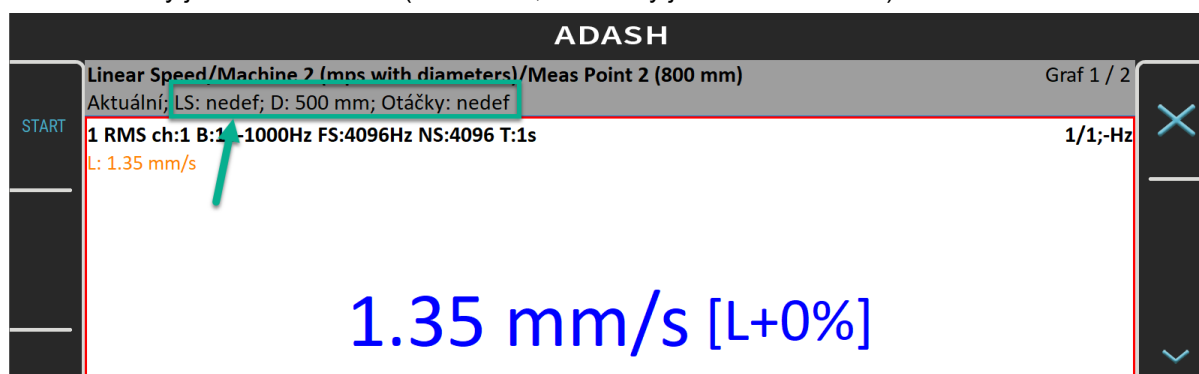 ADASH
Linear Speed/Machine 2 (mps with diameters)/Meas Point 2 (800 mm) Graf 1 / 2
Aktuální; LS: nedef; D: 500 mm; Otáčky: nedef
START
1 RMS ch:1 B:1 -1000Hz FS:4096Hz NS:4096 T:1s 1/1;-Hz
L: 1.35 mm/s
1.35 mm/s [L+0%]